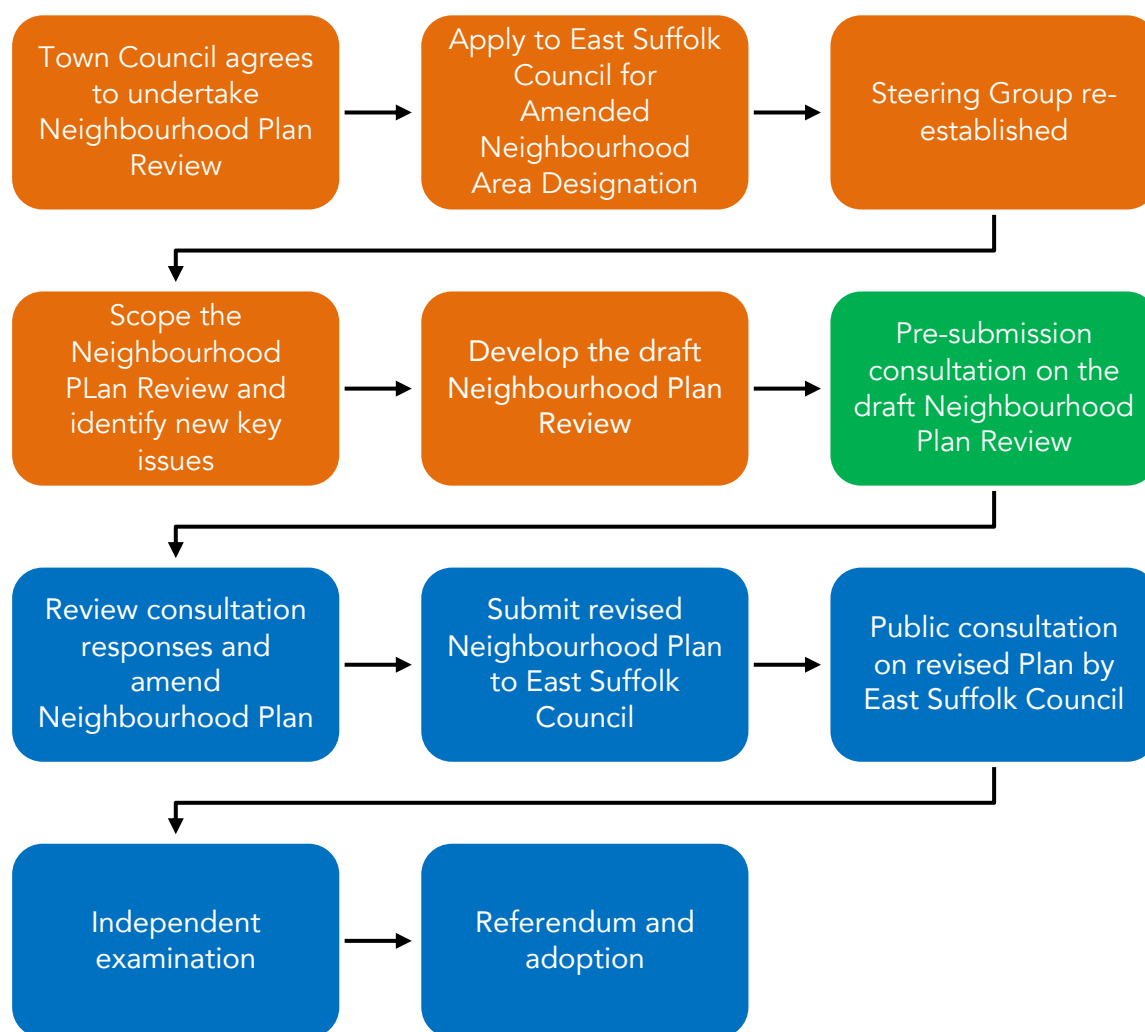 Town Council agrees
to undertake
Neighbourhood Plan
Review
Apply to East Suffolk
Council for
Amended
Neighbourhood
Area Designation
Steering Group re-
established
Scope the
Neighbourhood
PLan Review and
identify new key
issues
Develop the draft
Neighbourhood Plan
Review
Pre-submission
consultation on the
draft Neighbourhood
Plan Review
Review consultation
responses and
amend
Neighbourhood Plan
Submit revised
Neighbourhood Plan
to East Suffolk
Council
Public consultation
on revised Plan by
East Suffolk Council
Independent
examination
Referendum and
adoption